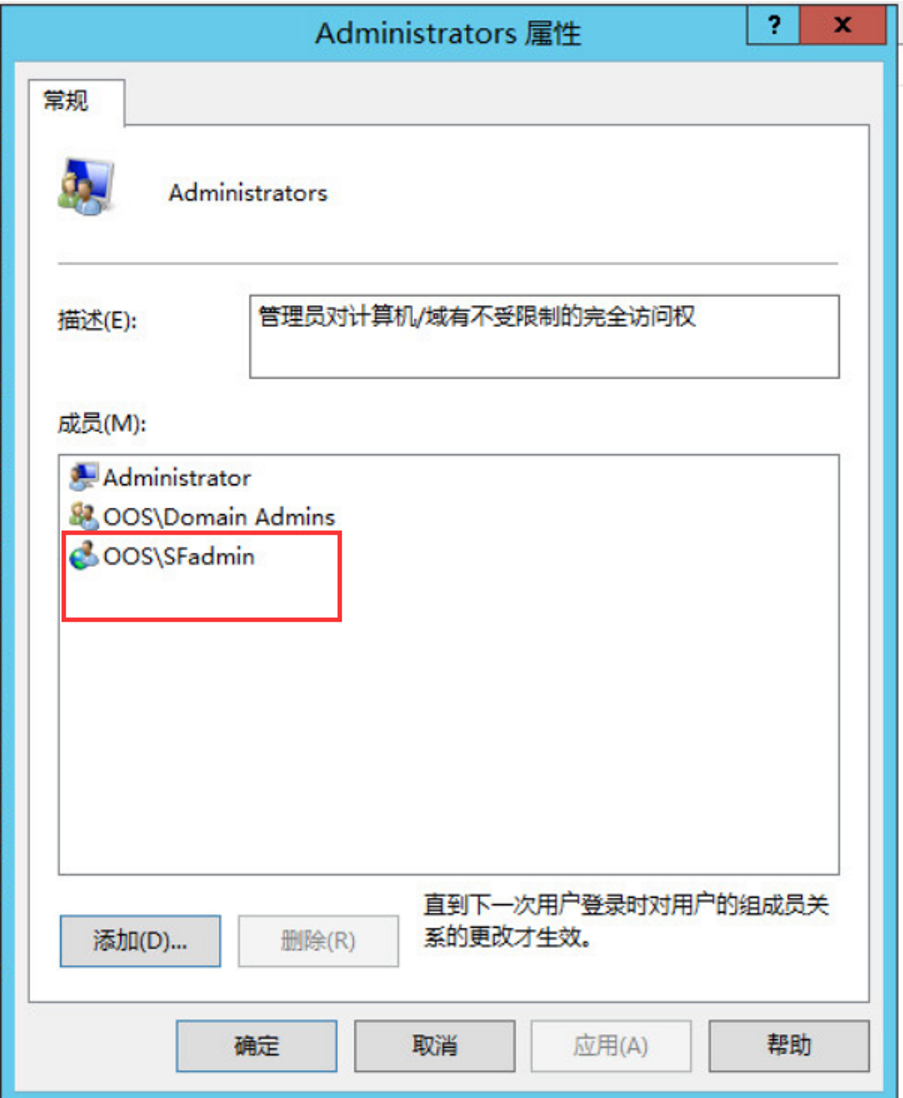 Administrators 属性
? x
常规
Administrators
描述(E):
管理员对计算机/域有不受限制的完全访问权
成员(M):
Administrator
OOS\Domain Admins
OOS\SFadmin
添加(D)...
删除(R)
直到下一次用户登录时对用户的组成员关
系的更改才生效。
确定
取消
应用(A)
帮助